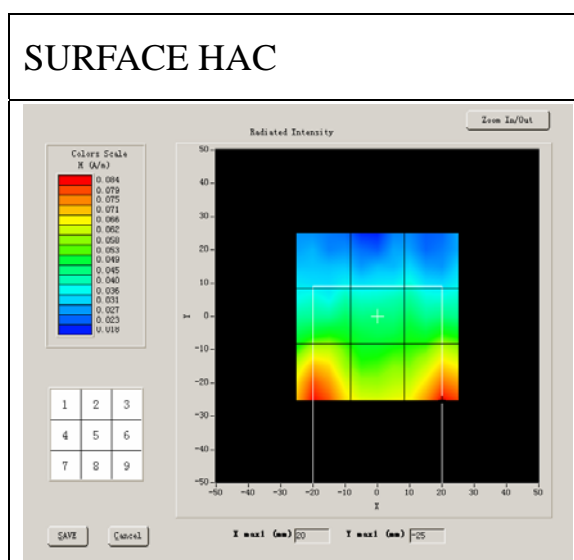 SURFACE HAC
Zoom In/Out
Radiated Intensity
Colors Scale
H (A/m)
0.084
0.079
0.075
0.071
0.066
0.062
0.058
0.053
0.049
0.045
0.040
0.036
0.031
0.027
0.023
0.018
1 2 3
4 5 6
7 8 9
50
40
30
20
10
0
-10
-20
-30
-40
-50
Y
-50 -40 -30 -20 -10 0 10 20 30 40 50
X
X max1 (mm) 20 Y max1 (mm) -25
SAVE Cancel